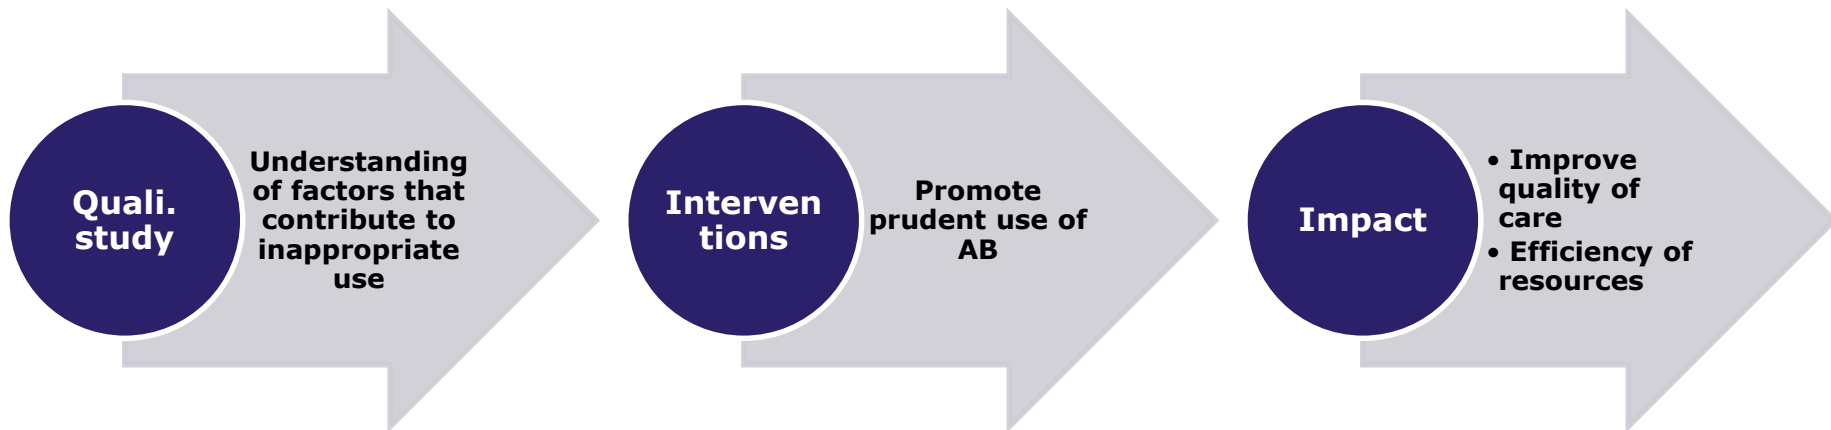 Quali.
study
Understanding
of factors that
contribute to
inappropriate
use
Interven
tions
Promote
prudent use of
AB
Impact
• Improve
quality of
care
• Efficiency of
resources